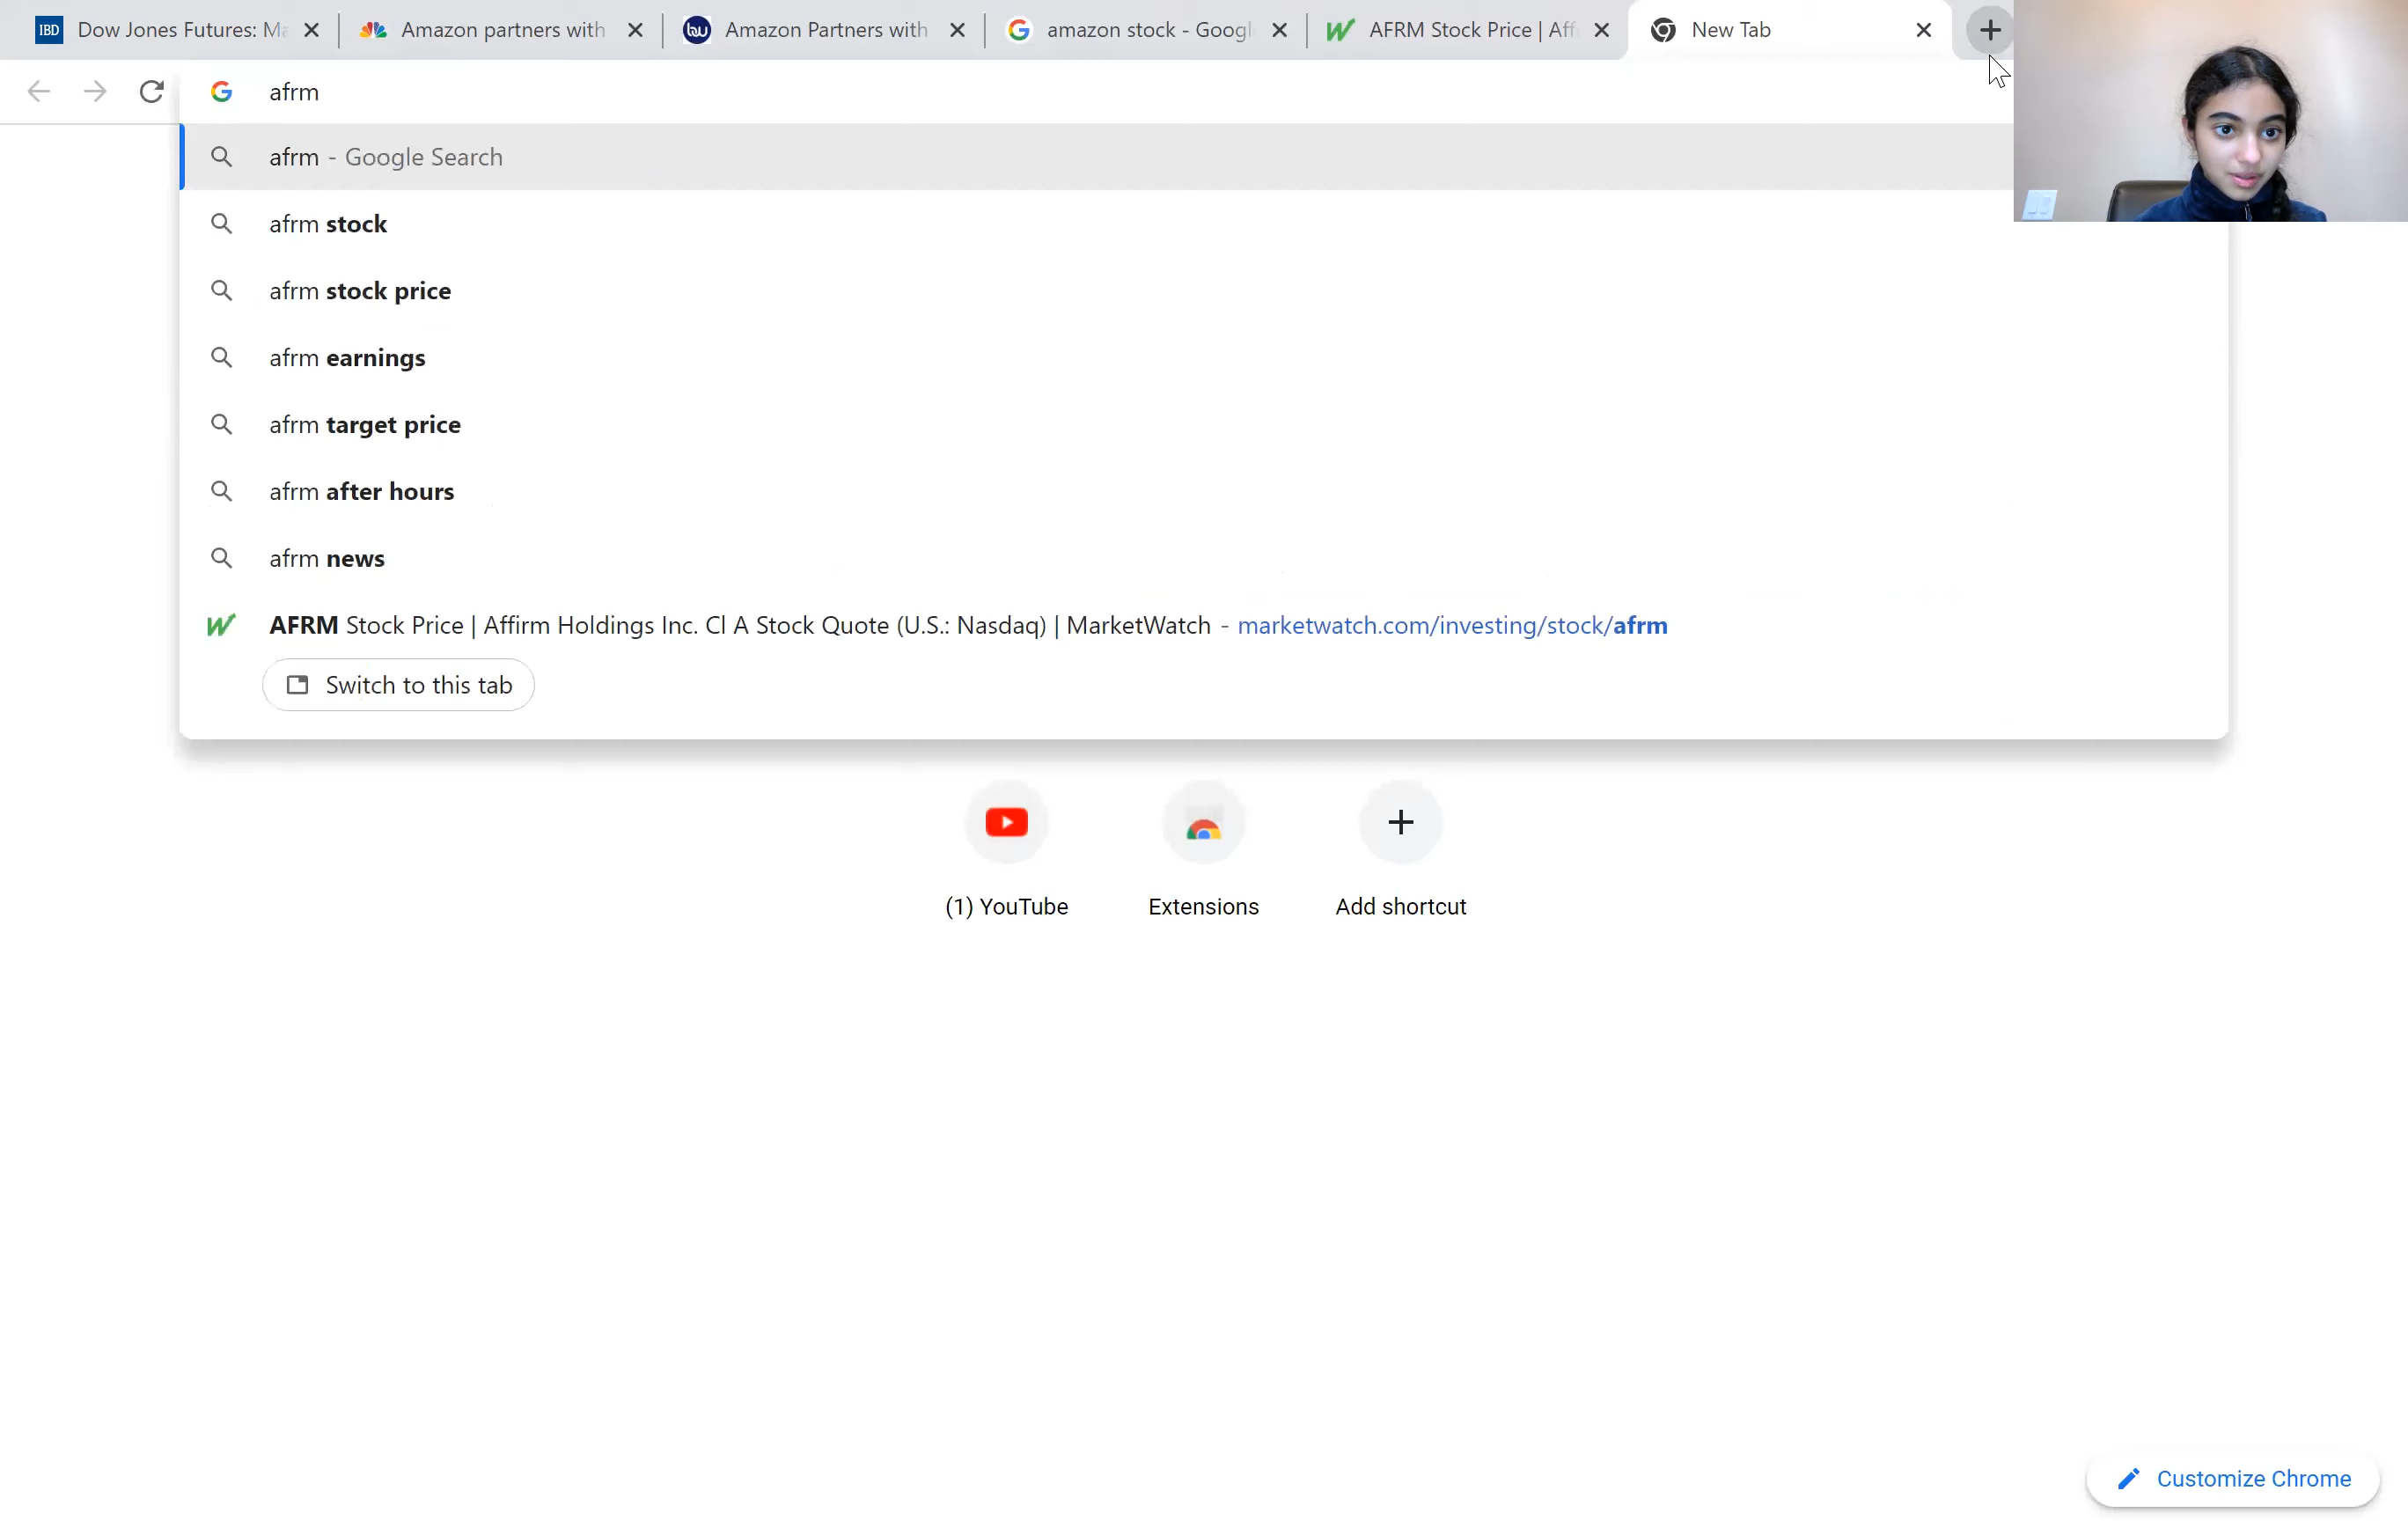 IBD Dow Jones Futures: Ma
Amazon partners with
Amazon Partners with
amazon stock - Googl
AFRM Stock Price | Aff
New Tab
afrm
afrm - Google Search
afrm stock
afrm stock price
afrm earnings
afrm target price
afrm after hours
afrm news
AFRM Stock Price | Affirm Holdings Inc. Cl A Stock Quote (U.S.: Nasdaq) | MarketWatch - marketwatch.com/investing/stock/afrm
Switch to this tab
(1) YouTube
Extensions
Add shortcut
Customize Chrome